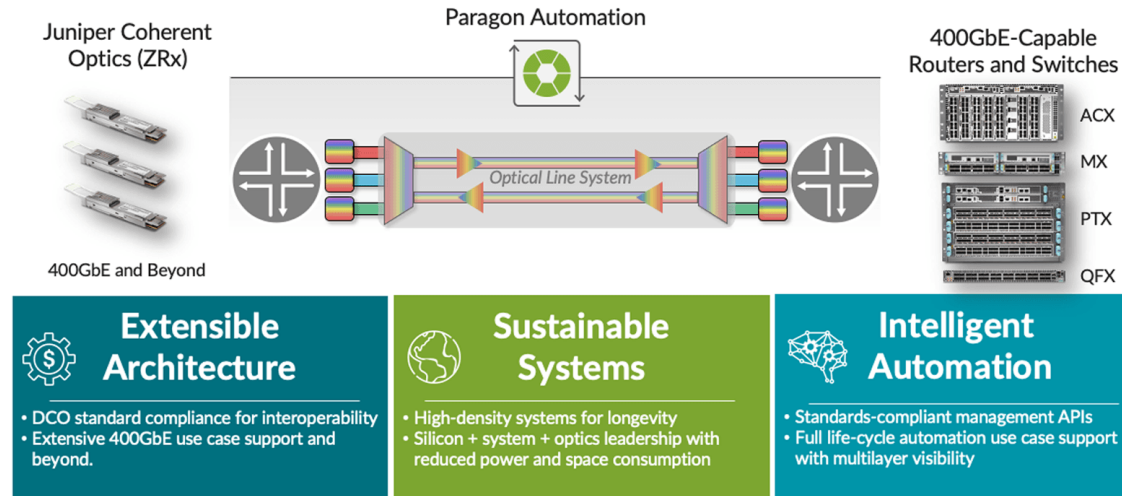 Paragon Automation
Juniper Coherent
Optics (ZRx)
400GbE-Capable
Routers and Switches
ACX
MX
PTX
QFX
Optical Line System
400GbE and Beyond
Extensible
Architecture
• DCO standard compliance for interoperability
• Extensive 400GbE use case support and
beyond.
Sustainable
Systems
• High-density systems for longevity
• Silicon + system + optics leadership with
reduced power and space consumption
Intelligent
Automation
• Standards-compliant management APIs
• Full life-cycle automation use case support
with multilayer visibility
$